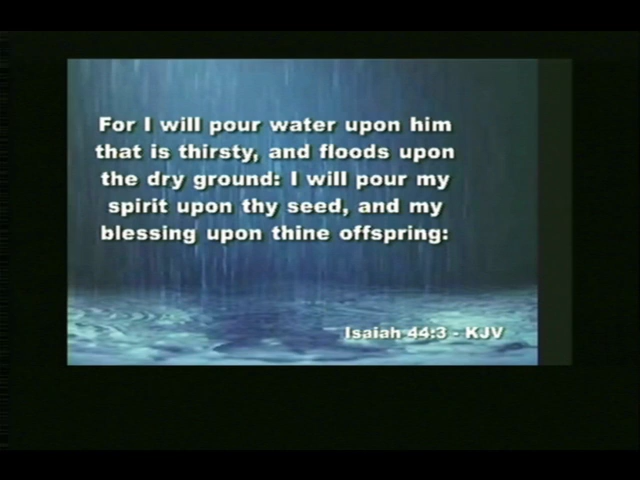 For I will pour water upon him
that is thirsty, and floods upon
the dry ground: I will pour my
spirit upon thy seed, and my
blessing upon thine offspring:
Isaiah 44:3 - KJV